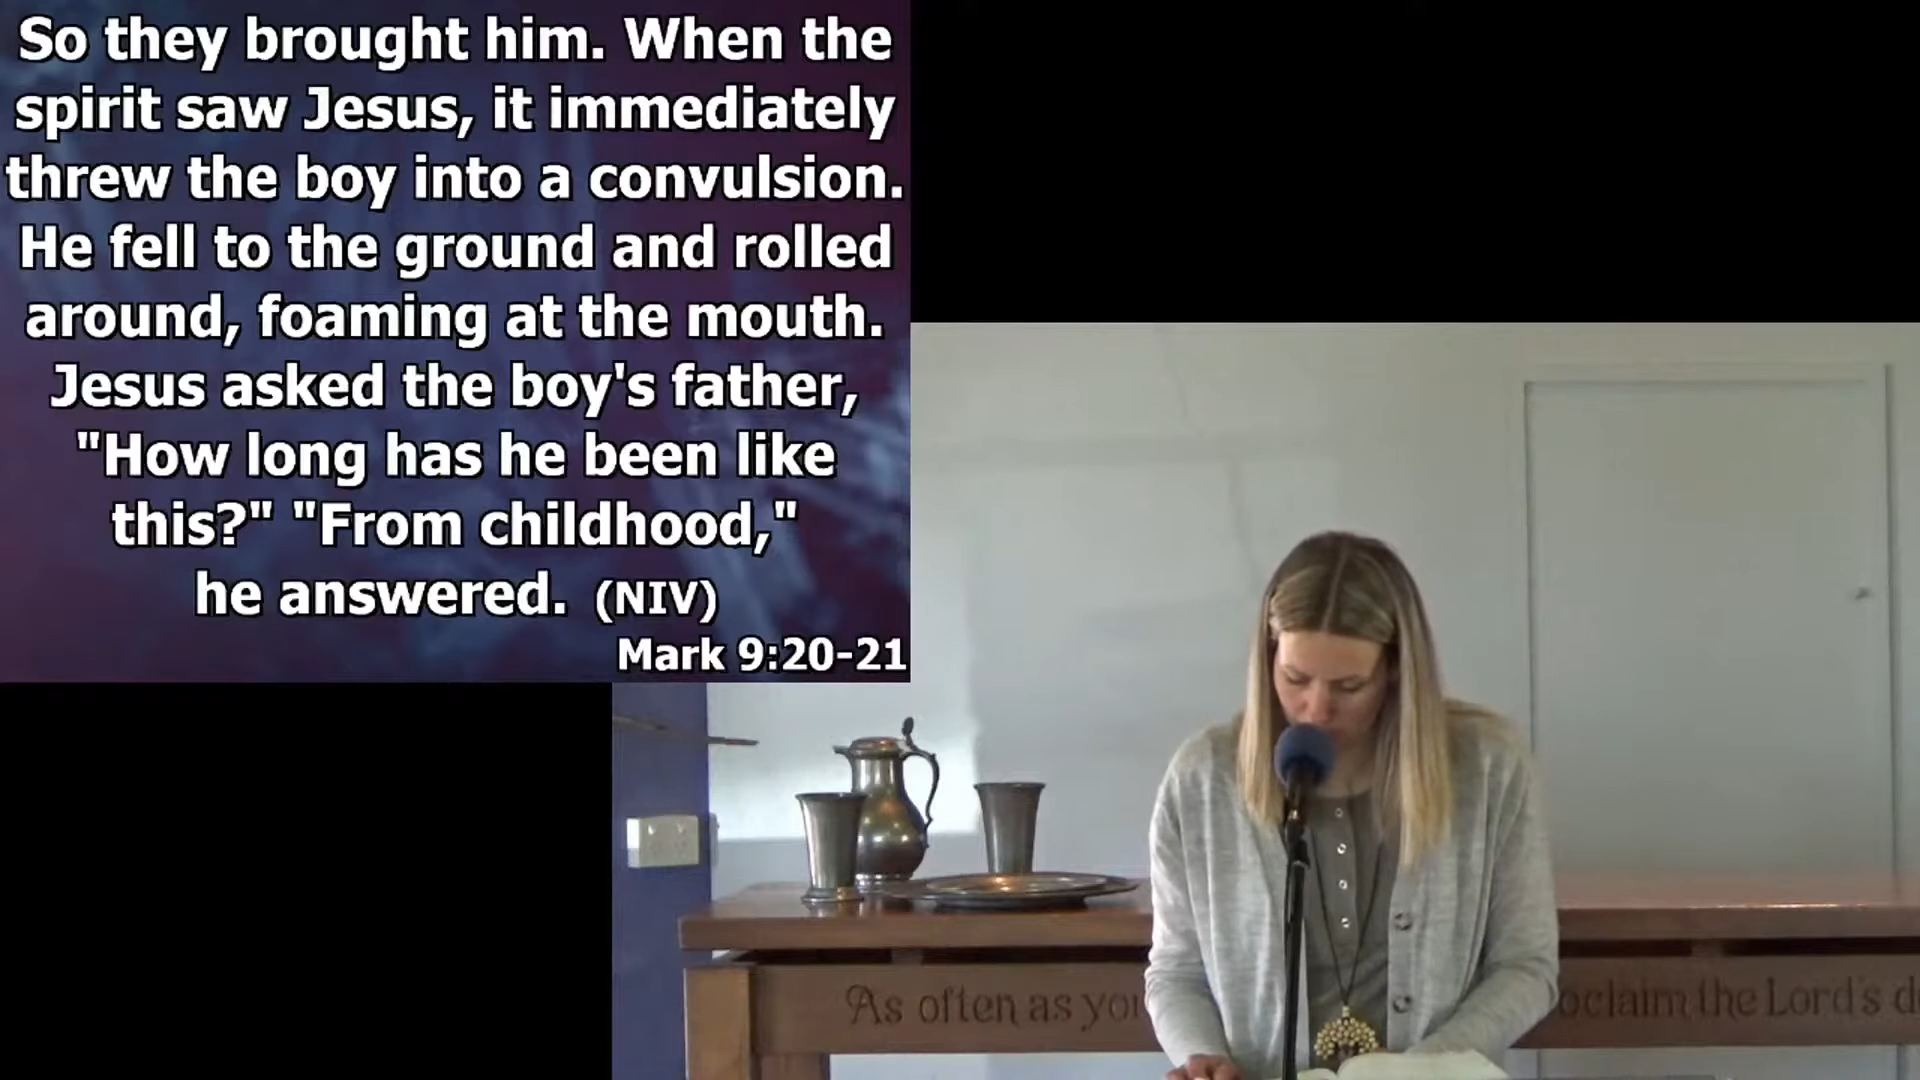 So they brought him. When the
spirit saw Jesus, it immediately
threw the boy into a convulsion.
He fell to the ground and rolled
around, foaming at the mouth.
Jesus asked the boy's father,
"How long has he been like
this?" "From childhood,"
he answered. (NIV)
Mark 9:20-21
As often as
the Lord's